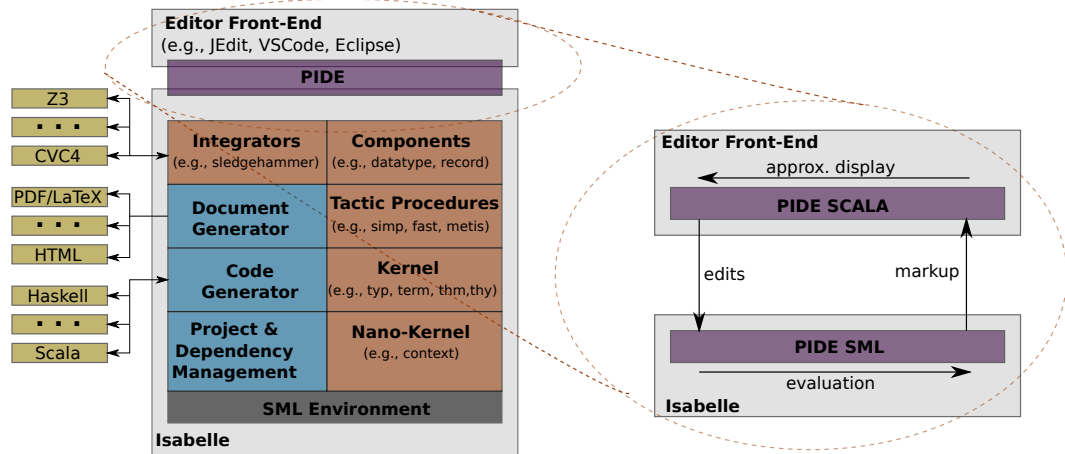 Editor Front-End
(e.g., JEdit, VSCode, Eclipse)
PIDE
Z3
...
CVC4
PDF/LaTeX
...
HTML
Haskell
...
Scala
Integrators
(e.g., sledgehammer)
Components
(e.g., datatype, record)
Document
Generator
Tactic Procedures
(e.g., simp, fast, metis)
Code
Generator
Kernel
(e.g., typ, term, thm,thy)
Project &
Dependency
Management
Nano-Kernel
(e.g., context)
SML Environment
Isabelle
Editor Front-End
approx. display
PIDE SCALA
edits
markup
PIDE SML
evaluation
Isabelle